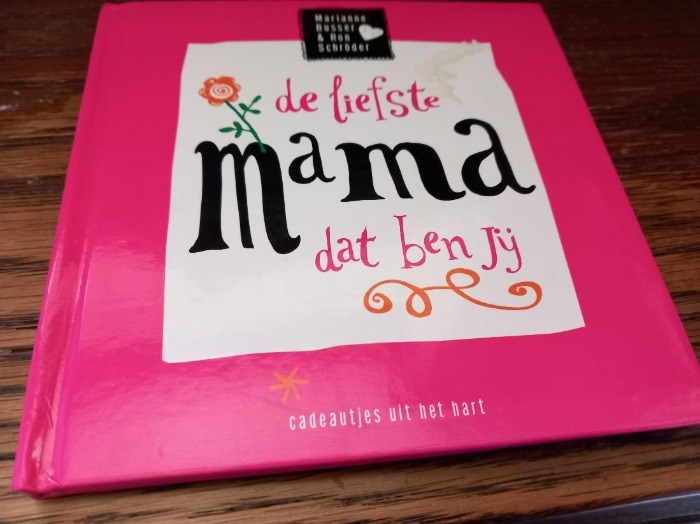 Marianne
Busser
& Ron
Schröder
de liefste
mama
dat ben jij
cadeautjes uit het hart